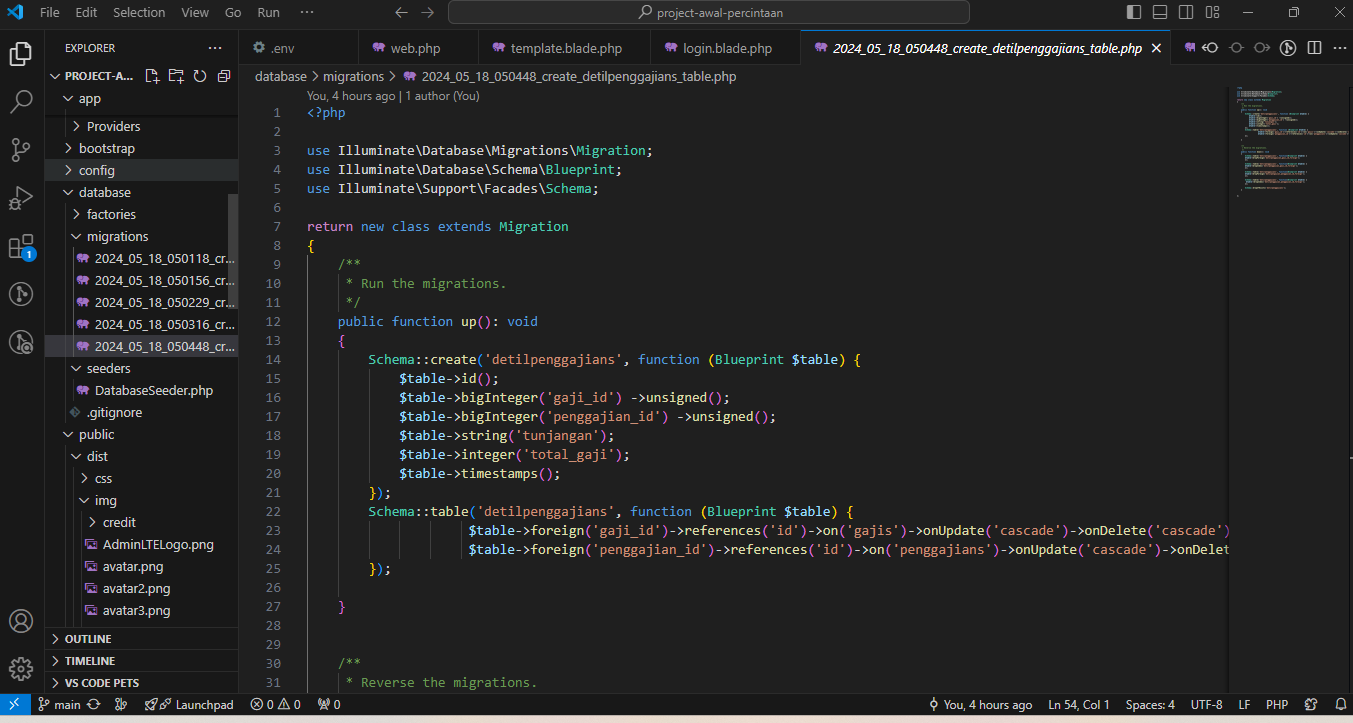 File Edit Selection View Go Run ··· project-awal-percintaan
EXPLORER ···
PROJECT-A...
app
Providers
bootstrap
config
database
factories
migrations
2024_05_18_050118_cr...
2024_05_18_050156_cr...
2024_05_18_050229_cr...
2024_05_18_050316_cr...
2024_05_18_050448_cr...
seeders
DatabaseSeeder.php
.gitignore
public
dist
css
img
credit
AdminLTELogo.png
avatar.png
avatar2.png
avatar3.png
OUTLINE
TIMELINE
VS CODE PETS
1
.env web.php template.blade.php login.blade.php 2024_05_18_050448_create_detilpenggajians_table.php
database > migrations > 2024_05_18_050448_create_detilpenggajians_table.php
You, 4 hours ago | 1 author (You)
1 <?php
2
3 use Illuminate\Database\Migrations\Migration;
4 use Illuminate\Database\Schema\Blueprint;
5 use Illuminate\Support\Facades\Schema;
6
7 return new class extends Migration
8 {
9 /**
10 * Run the migrations.
11 */
12 public function up(): void
13 {
14 Schema::create('detilpenggajians', function (Blueprint $table) {
15 $table->id();
16 $table->bigInteger('gaji_id') ->unsigned();
17 $table->bigInteger('penggajian_id') ->unsigned();
18 $table->string('tunjangan');
19 $table->integer('total_gaji');
20 $table->timestamps();
21 });
22 Schema::table('detilpenggajians', function (Blueprint $table) {
23 $table->foreign('gaji_id')->references('id')->on('gajis')->onUpdate('cascade')->onDelete('cascade')
24 $table->foreign('penggajian_id')->references('id')->on('penggajians')->onUpdate('cascade')->onDelet
25 });
26
27 }
28
29
30 /**
31 * Reverse the migrations.
main Launchpad 0 0 0 You, 4 hours ago Ln 54, Col 1 Spaces: 4 UTF-8 LF PHP